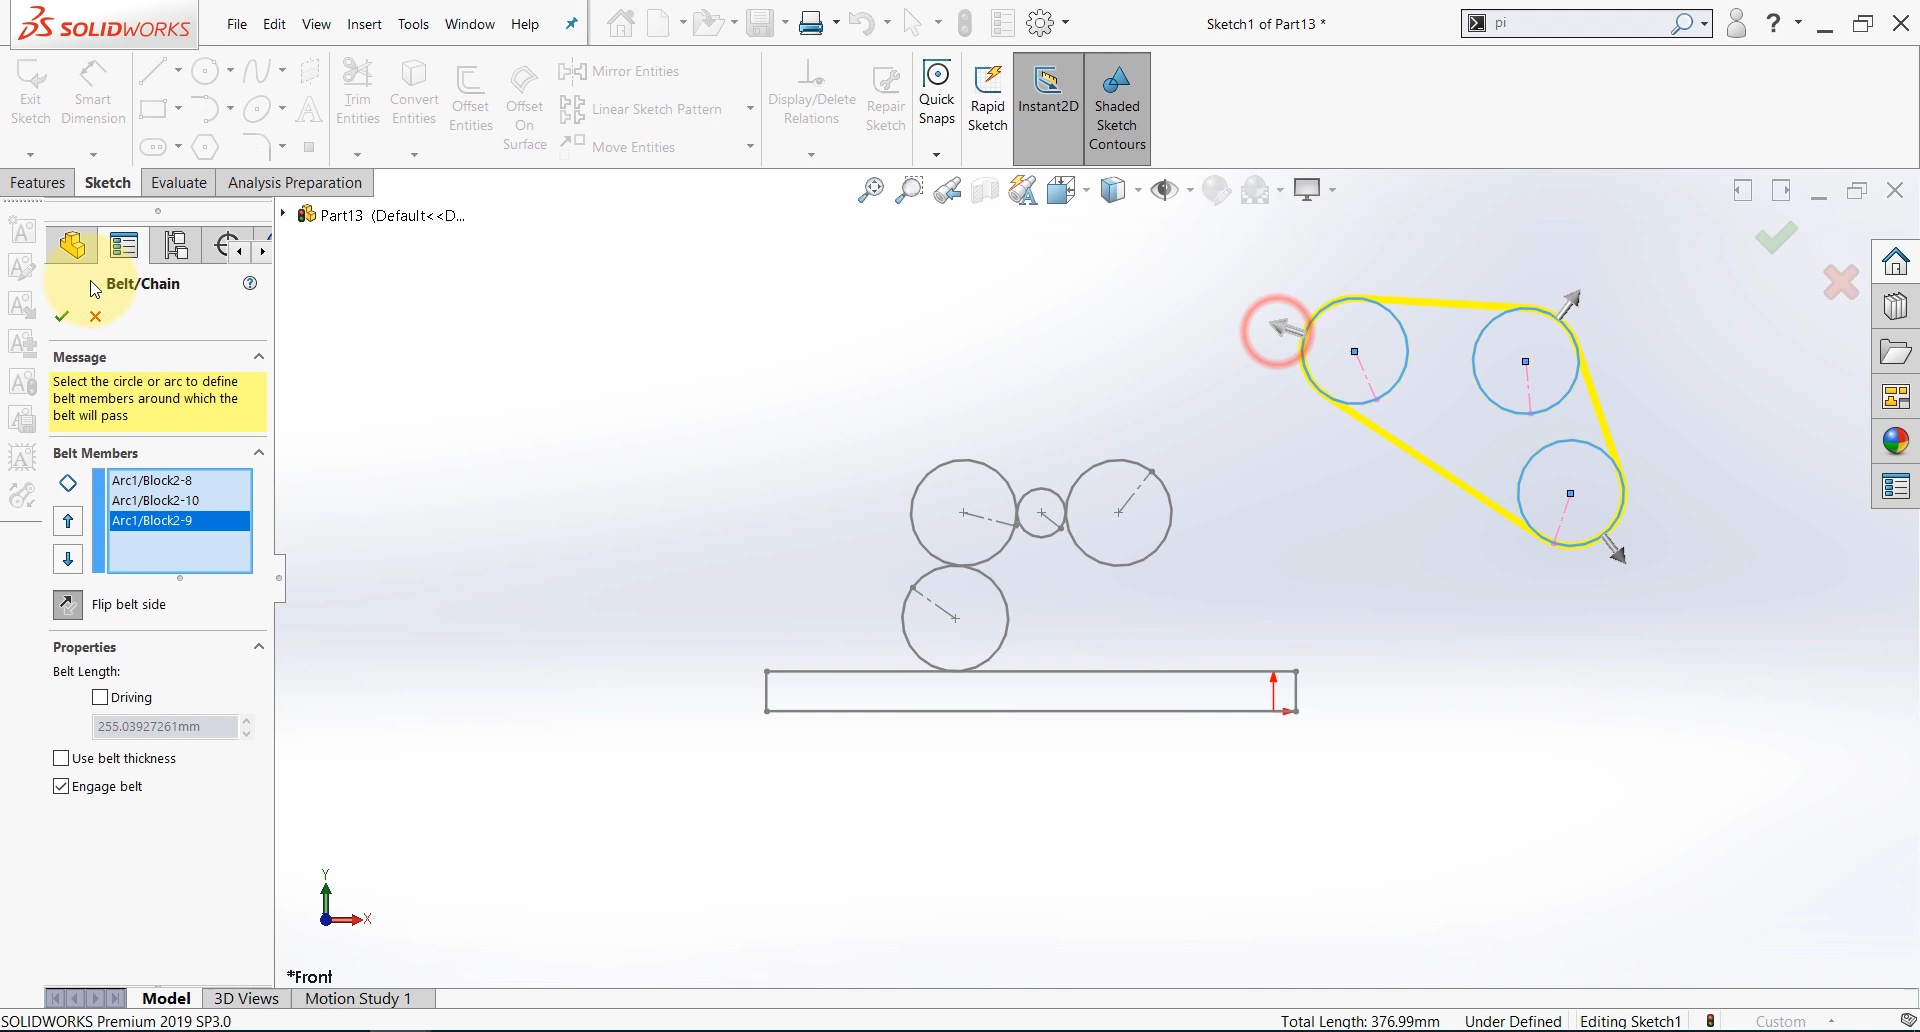 SOLIDWORKS
File
Edit
View
Insert
Tools
Window
Help
Sketch1 of Part13 *
pi
?
Exit
Sketch
Smart
Dimension
Trim
Entities
Convert
Entities
Offset
Entities
Offset
On
Surface
Mirror Entities
Linear Sketch Pattern
Move Entities
Display/Delete
Relations
Repair
Sketch
Quick
Snaps
Rapid
Sketch
Instant2D
Shaded
Sketch
Contours
Features
Sketch
Evaluate
Analysis Preparation
Part13 (Default<<D...
Belt/Chain
?
Message
Select the circle or arc to define
belt members around which the
belt will pass
Belt Members
Arc1/Block2-8
Arc1/Block2-10
Arc1/Block2-9
Flip belt side
Properties
Belt Length:
Driving
255.03927261mm
Use belt thickness
Engage belt
Y
X
*Front
Model
3D Views
Motion Study 1
SOLIDWORKS Premium 2019 SP3.0
Total Length: 376.99mm
Under Defined
Editing Sketch1
Custom